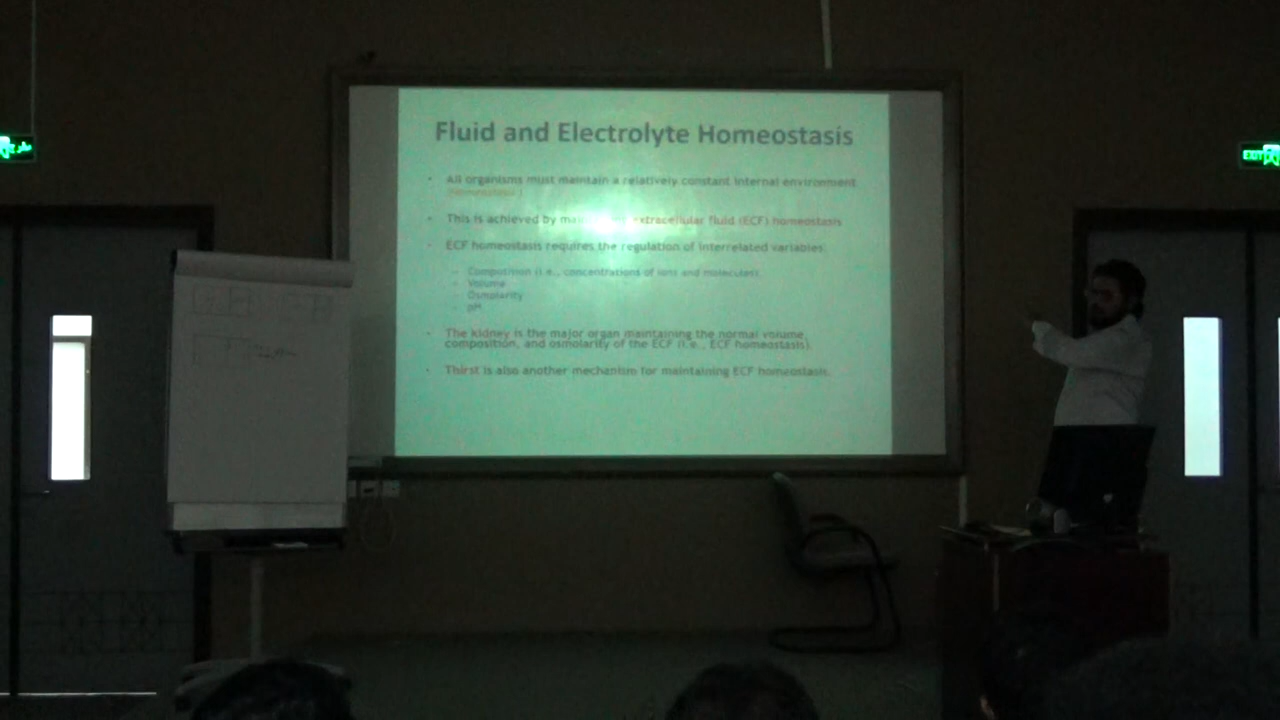 Fluid and Electrolyte Homeostasis
• All organisms must maintain a relatively constant internal environment
• This is achieved by extracellular fluid (ECF) homeostasis
• ECF homeostasis requires the regulation of interrelated variables:
– Composition (i.e., concentrations of ions and molecules)
– Volume
– Osmolarity
– pH
• The kidney is the major organ maintaining the normal volume,
composition, and osmolarity of the ECF (i.e., ECF homeostasis).
• Thirst is also another mechanism for maintaining ECF homeostasis.
EXIT